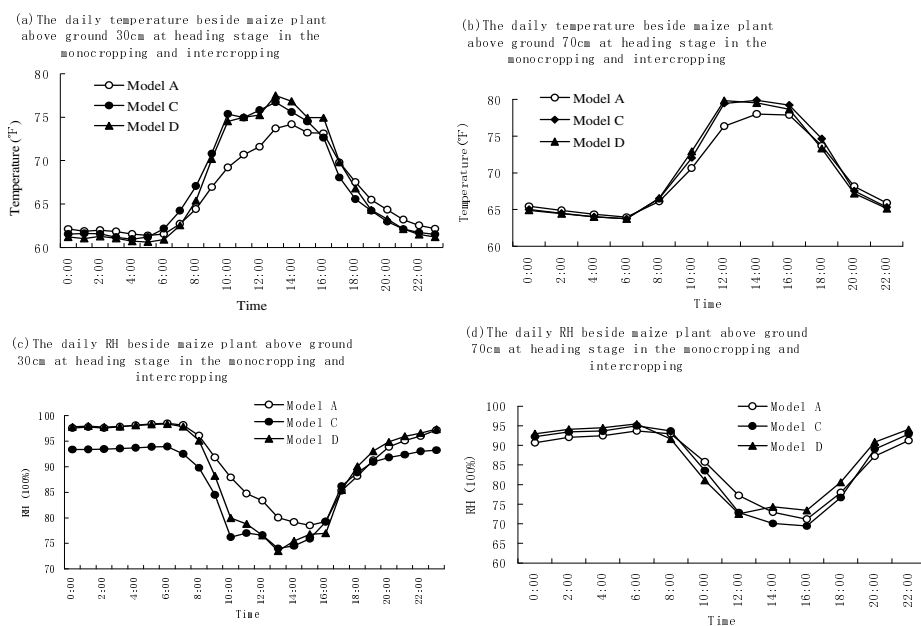 (a)The daily temperature beside maize plant
above ground 30cm at heading stage in the
monocropping and intercropping
80
75
70
65
60
Temperature (°F)
Model A
Model C
Model D
0:00
2:00
4:00
6:00
8:00
10:00
12:00
14:00
16:00
18:00
20:00
22:00
Time
(b)The daily temperature beside maize plant
above ground 70cm at heading stage in the
monocropping and intercropping
80
75
70
65
60
Temperature (°F)
Model A
Model C
Model D
0:00
2:00
4:00
6:00
8:00
10:00
12:00
14:00
16:00
18:00
20:00
22:00
Time
(c)The daily RH beside maize plant above ground
30cm at heading stage in the monocropping and
intercropping
100
95
90
85
80
75
70
RH (100%)
Model A
Model C
Model D
0:00
2:00
4:00
6:00
8:00
10:00
12:00
14:00
16:00
18:00
20:00
22:00
Time
(d)The daily RH beside maize plant above ground
70cm at heading stage in the monocropping and
intercropping
100
95
90
85
80
75
70
65
60
RH (100%)
Model A
Model C
Model D
0:00
2:00
4:00
6:00
8:00
10:00
12:00
14:00
16:00
18:00
20:00
22:00
Time